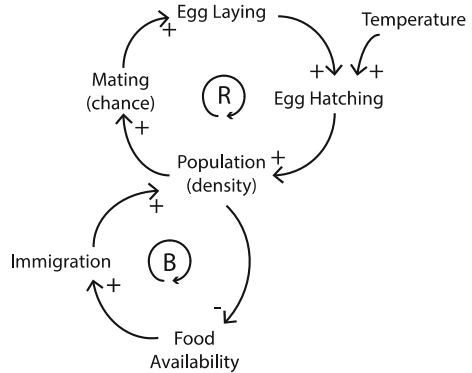 Egg Laying
Temperature
+
+ +
Mating
(chance)
R
Egg Hatching
+
Population +
(density)
+
Immigration
B
+
-
Food
Availability